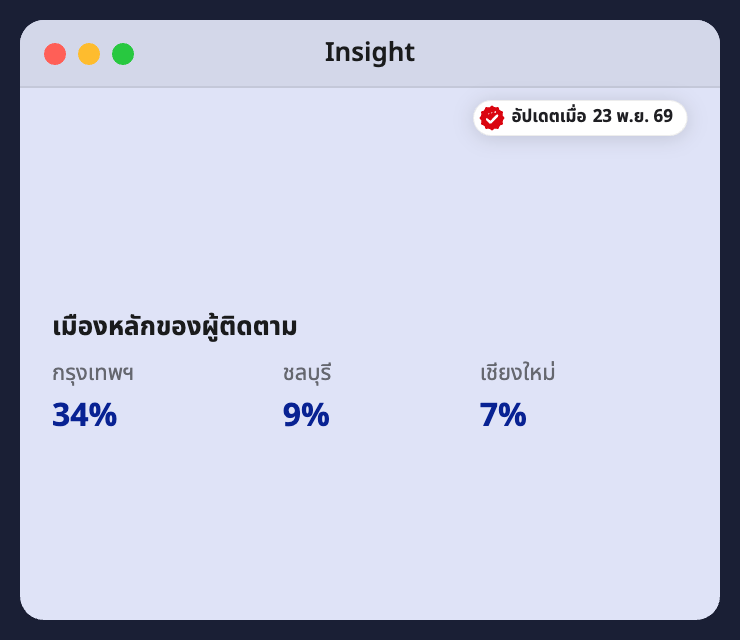 Insight
อัปเดตเมื่อ 23 พ.ย. 69
เมืองหลักของผู้ติดตาม
กรุงเทพฯ ชลบุรี เชียงใหม่
34% 9% 7%